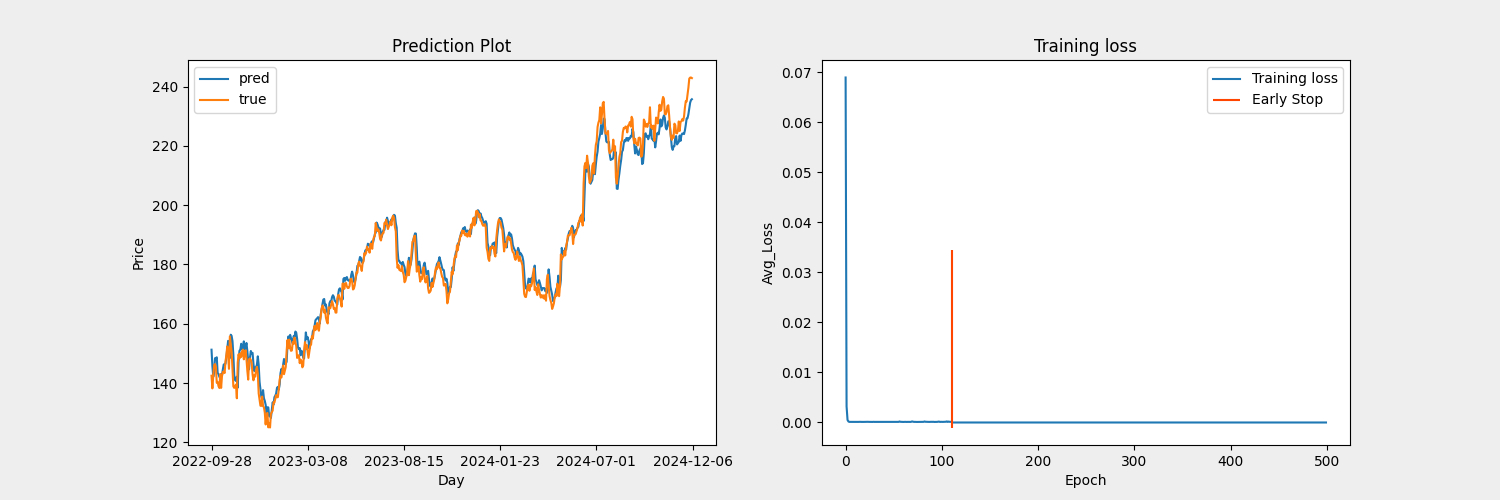 Prediction Plot
pred
true
240
220
200
180
160
140
120
Price
2022-09-28 2023-03-08 2023-08-15 2024-01-23 2024-07-01 2024-12-06
Day
Training loss
Training loss
Early Stop
0.07
0.06
0.05
0.04
0.03
0.02
0.01
0.00
Avg_Loss
0 100 200 300 400 500
Epoch